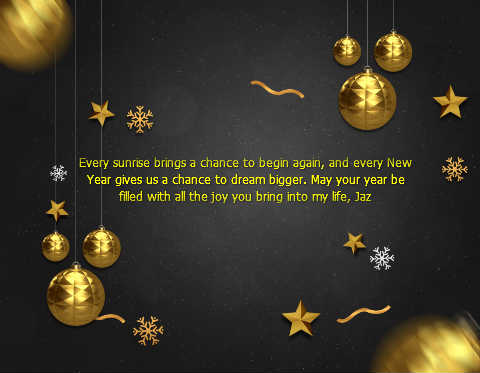 Every sunrise brings a chance to begin again, and every New
Year gives us a chance to dream bigger. May your year be
filled with all the joy you bring into my life, Jaz